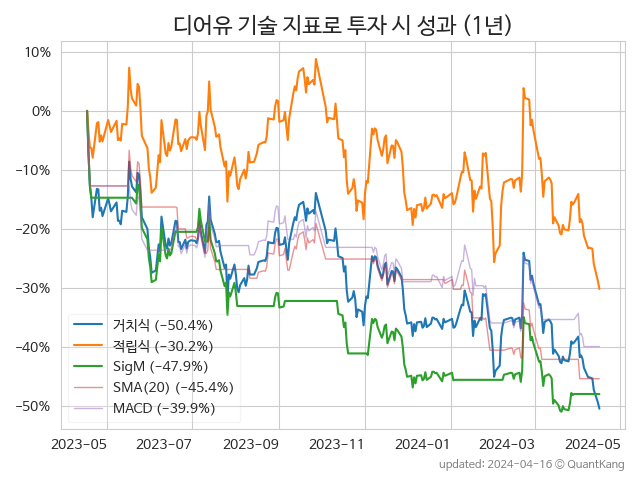 디어유 기술 지표로 투자 시 성과 (1년)
10%
0%
−10%
−20%
−30%
−40%
−50%
거치식 (−50.4%)
적립식 (−30.2%)
SigM (−47.9%)
SMA(20) (−45.4%)
MACD (−39.9%)
2023-05 2023-07 2023-09 2023-11 2024-01 2024-03 2024-05
updated: 2024-04-16 © QuantKang